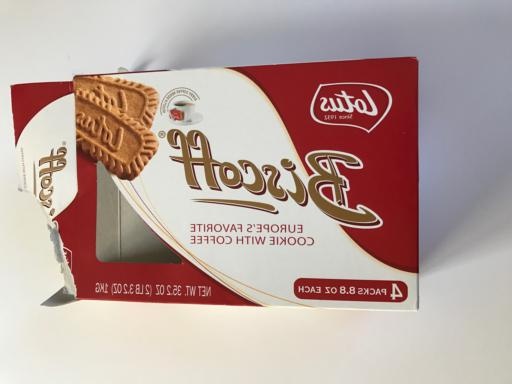 Lotus
Since 1932
Biscoff®
EUROPE'S FAVORITE
COOKIE WITH COFFEE
4 PACKS 8.8 OZ EACH
NET WT. 35.2 OZ (2 LB 3.2 OZ) 1KG